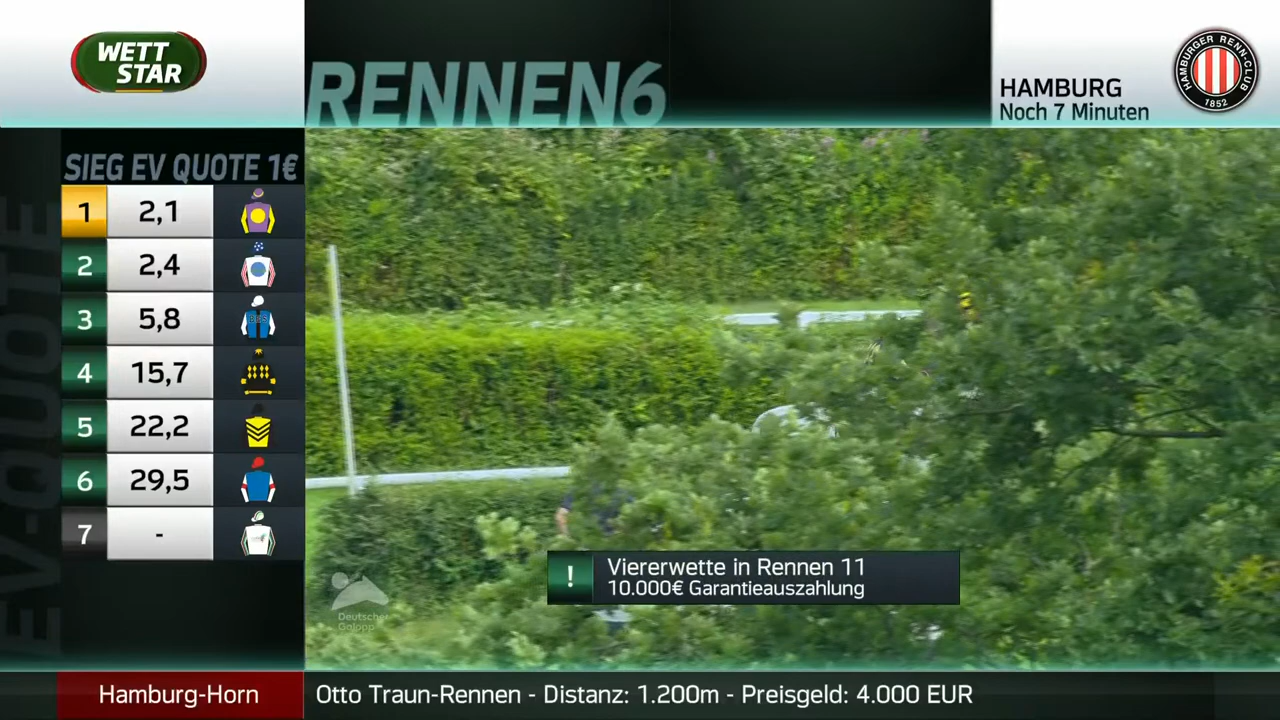 WETT
STAR
RENNEN6
HAMBURG
Noch 7 Minuten
HAMBURGER RENN-CLUB
1852
EV-QUOTE
SIEG EV QUOTE 1€
1 2,1
2 2,4
3 5,8
4 15,7
5 22,2
6 29,5
7 -
!
Viererwette in Rennen 11
10.000€ Garantieauszahlung
Deutscher
Galopp
Hamburg-Horn
Otto Traun-Rennen - Distanz: 1.200m - Preisgeld: 4.000 EUR